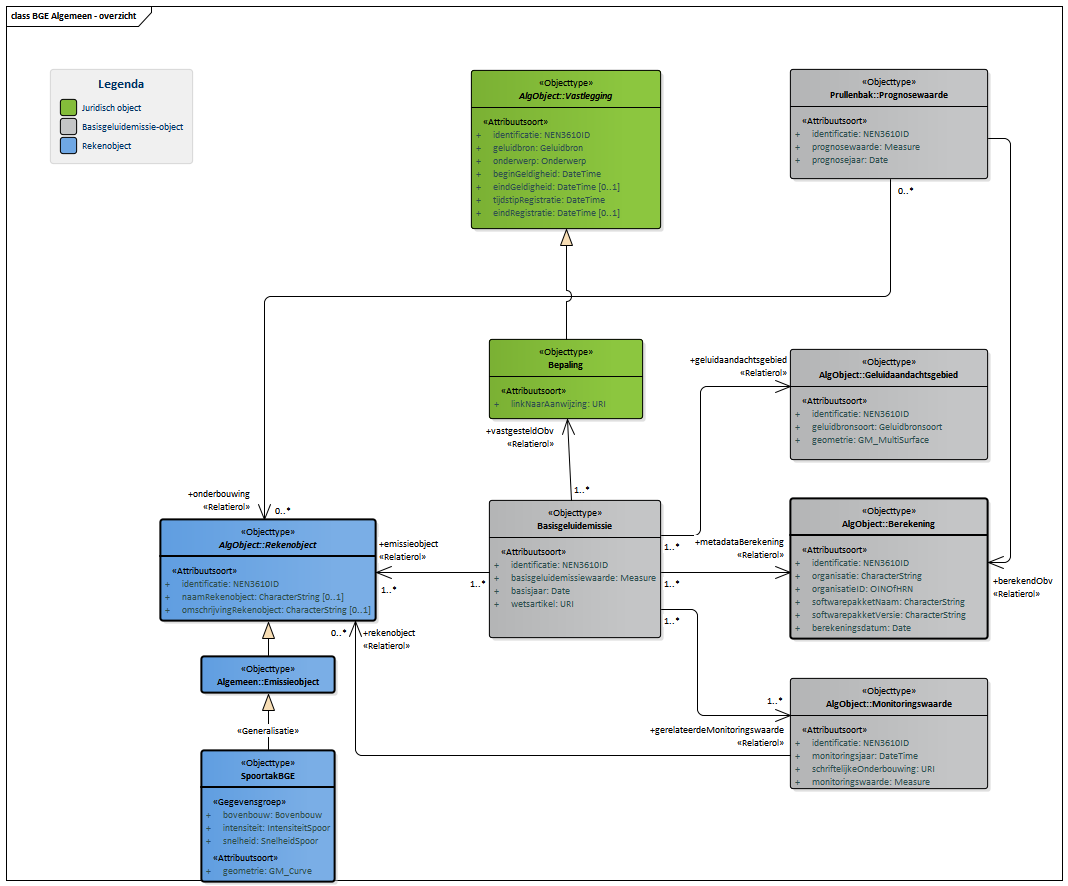 class BGE Algemeen - overzicht
Legenda
Juridisch object
Basisgeluidemissie-object
Rekenobject
«Objecttype»
AlgObject::Vastlegging
«Attribuutsoort»
+ identificatie: NEN3610ID
+ geluidbron: Geluidbron
+ onderwerp: Onderwerp
+ beginGeldigheid: DateTime
+ eindGeldigheid: DateTime [0..1]
+ tijdstipRegistratie: DateTime
+ eindRegistratie: DateTime [0..1]
«Objecttype»
Prullenbak::Prognosewaarde
«Attribuutsoort»
+ identificatie: NEN3610ID
+ prognosewaarde: Measure
+ prognosejaar: Date
0..*
«Objecttype»
Bepaling
«Attribuutsoort»
+ linkNaarAanwijzing: URI
+vastgesteldObv
«Relatierol»
1..*
+geluidaandachtsgebied
«Relatierol»
«Objecttype»
AlgObject::Geluidaandachtsgebied
«Attribuutsoort»
+ identificatie: NEN3610ID
+ geluidbronsoort: Geluidbronsoort
+ geometrie: GM_MultiSurface
+onderbouwing
«Relatierol»
0..*
«Objecttype»
AlgObject::Rekenobject
«Attribuutsoort»
+ identificatie: NEN3610ID
+ naamRekenobject: CharacterString [0..1]
+ omschrijvingRekenobject: CharacterString [0..1]
+emissieobject
«Relatierol»
1..*
1..*
«Objecttype»
Basisgeluidemissie
«Attribuutsoort»
+ identificatie: NEN3610ID
+ basisgeluidemissiewaarde: Measure
+ basisjaar: Date
+ wetsartikel: URI
1..*
+metadataBerekening
«Relatierol»
1..*
1..*
«Objecttype»
AlgObject::Berekening
«Attribuutsoort»
+ identificatie: NEN3610ID
+ organisatie: CharacterString
+ organisatieID: OINOfHRN
+ softwarepakketNaam: CharacterString
+ softwarepakketVersie: CharacterString
+ berekeningsdatum: Date
+berekendObv
«Relatierol»
0..*
+rekenobject
«Relatierol»
«Objecttype»
Algemeen::Emissieobject
«Generalisatie»
«Objecttype»
SpoortakBGE
«Gegevensgroep»
+ bovenbouw: Bovenbouw
+ intensiteit: IntensiteitSpoor
+ snelheid: SnelheidSpoor
«Attribuutsoort»
+ geometrie: GM_Curve
1..*
+gerelateerdeMonitoringswaarde
«Relatierol»
«Objecttype»
AlgObject::Monitoringswaarde
«Attribuutsoort»
+ identificatie: NEN3610ID
+ monitoringsjaar: DateTime
+ schriftelijkeOnderbouwing: URI
+ monitoringswaarde: Measure